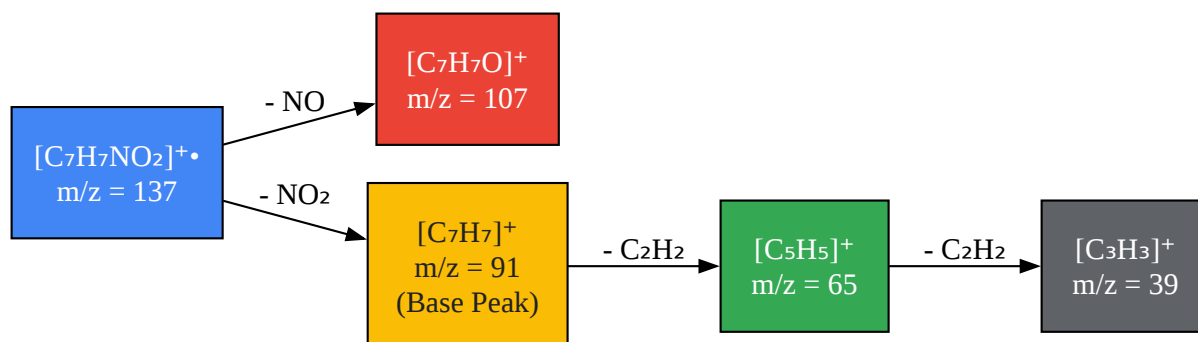 [C₇H₇NO₂]⁺•
m/z = 137
- NO
[C₇H₇O]⁺
m/z = 107
- NO₂
[C₇H₇]⁺
m/z = 91
(Base Peak)
- C₂H₂
[C₅H₅]⁺
m/z = 65
- C₂H₂
[C₃H₃]⁺
m/z = 39